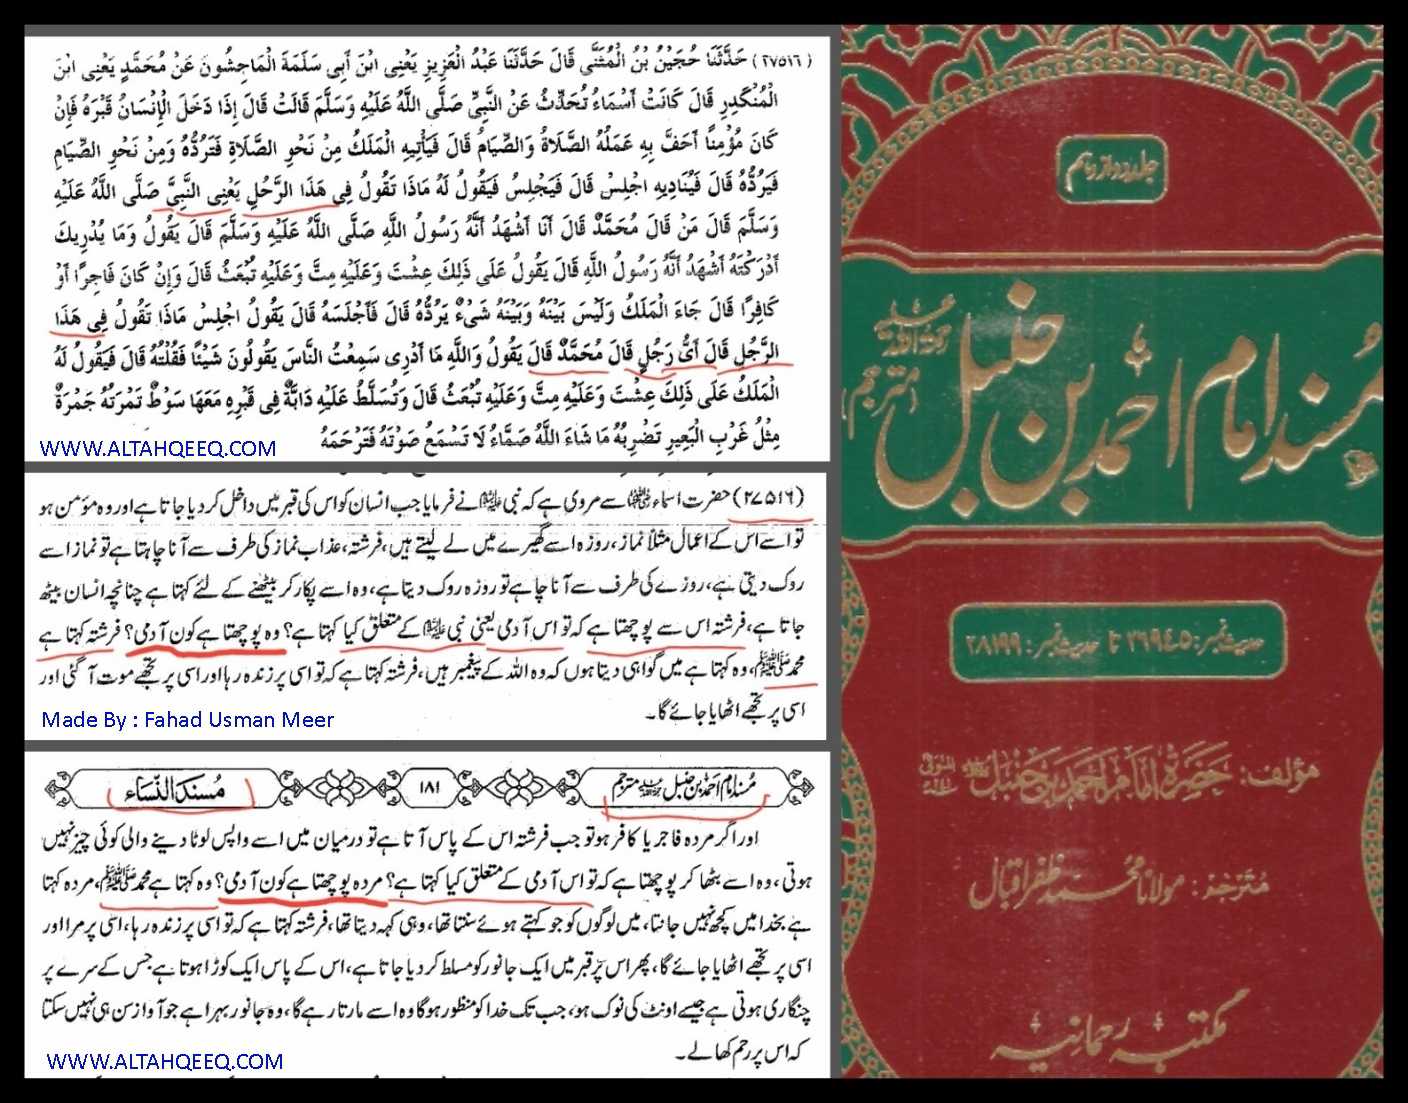 (٢٧٥١٦) حَدَّثَنَا حُجَيْنُ بْنُ الْمُثَنَّى قَالَ حَدَّثَنَا عَبْدُ الْعَزِيزِ يَعْنِى ابْنَ أَبِى سَلَمَةَ الْمَاجِشُونَ عَنْ مُحَمَّدٍ يَعْنِى ابْنَ
الْمُنْكَدِرِ قَالَ كَانَتْ أَسْمَاءُ تُحَدِّثُ عَنْ النَّبِىِّ صَلَّى اللَّهُ عَلَيْهِ وَسَلَّمَ قَالَتْ قَالَ إِذَا دَخَلَ الْإِنْسَانُ قَبْرَهُ فَإِنْ
كَانَ مُؤْمِنًا أَحَفَّ بِهِ عَمَلُهُ الصَّلَاةُ وَالصِّيَامُ قَالَ فَيَأْتِيهِ الْمَلَكُ مِنْ نَحْوِ الصَّلَاةِ فَتَرُدُّهُ وَمِنْ نَحْوِ الصِّيَامِ
فَيَرُدُّهُ قَالَ فَيُنَادِيهِ اجْلِسْ قَالَ فَيَجْلِسُ فَيَقُولُ لَهُ مَاذَا تَقُولُ فِى هَذَا الرَّجُلِ يَعْنِى النَّبِىَّ صَلَّى اللَّهُ عَلَيْهِ
وَسَلَّمَ قَالَ مَنْ قَالَ مُحَمَّدٌ قَالَ أَنَا أَشْهَدُ أَنَّهُ رَسُولُ اللَّهِ صَلَّى اللَّهُ عَلَيْهِ وَسَلَّمَ قَالَ يَقُولُ وَمَا يُدْرِيكَ
أَدْرَكْتَهُ أَشْهَدُ أَنَّهُ رَسُولُ اللَّهِ قَالَ يَقُولُ عَلَى ذَلِكَ عِشْتَ وَعَلَيْهِ مِتَّ وَعَلَيْهِ تُبْعَثُ قَالَ وَإِنْ كَانَ فَاجِرًا أَوْ
كَافِرًا قَالَ جَاءَ الْمَلَكُ وَلَيْسَ بَيْنَهُ وَبَيْنَهُ شَىْءٌ يَرُدُّهُ قَالَ فَأَجْلَسَهُ قَالَ يَقُولُ اجْلِسْ مَاذَا تَقُولُ فِى هَذَا
الرَّجُلِ قَالَ أَىُّ رَجُلٍ قَالَ مُحَمَّدٌ قَالَ يَقُولُ وَاللَّهِ مَا أَدْرِى سَمِعْتُ النَّاسَ يَقُولُونَ شَيْئًا فَقُلْتُهُ قَالَ فَيَقُولُ لَهُ
الْمَلَكُ عَلَى ذَلِكَ عِشْتَ وَعَلَيْهِ مِتَّ وَعَلَيْهِ تُبْعَثُ قَالَ وَتُسَلَّطُ عَلَيْهِ دَابَّةٌ فِى قَبْرِهِ مَعَهَا سَوْطٌ تَمْرَتُهُ جَمْرَةٌ
مِثْلُ غَرْبِ الْبَعِيرِ تَضْرِبُهُ مَا شَاءَ اللَّهُ صَمَّاءُ لَا تَسْمَعُ صَوْتَهُ فَتَرْحَمَهُ
WWW.ALTAHQEEQ.COM
(٢٧٥١٦) حضرت اسماءؓ سے مروی ہے کہ نبی ﷺ نے فرمایا جب انسان کو اس کی قبر میں داخل کر دیا جاتا ہے اور وہ مؤمن ہو
تو اسے اس کے اعمال مثلاً نماز، روزہ اسے گھیرے میں لے لیتے ہیں، فرشتہ، عذاب نماز کی طرف سے آنا چاہتا ہے تو نماز اسے
روک دیتی ہے، روزے کی طرف سے آنا چاہے تو روزہ روک دیتا ہے، وہ اسے پکار کر بیٹھنے کے لئے کہتا ہے چنانچہ انسان بیٹھ
جاتا ہے، فرشتہ اس سے پوچھتا ہے کہ تو اس آدمی یعنی نبی ﷺ کے متعلق کیا کہتا ہے؟ وہ پوچھتا ہے کون آدمی؟ فرشتہ کہتا ہے
محمد ﷺ، وہ کہتا ہے میں گواہی دیتا ہوں کہ وہ اللہ کے پیغمبر ہیں، فرشتہ کہتا ہے کہ تو اسی پر زندہ رہا اور اسی پر تجھے موت آ گئی اور
اسی پر تجھے اٹھایا جائے گا۔
Made By : Fahad Usman Meer
مُسند امام احمد بن حنبل مترجم
١٨١
مُسنَد النِّسَاء
اور اگر مردہ فاجر یا کافر ہو تو جب فرشتہ اس کے پاس آتا ہے تو درمیان میں اسے واپس لوٹا دینے والی کوئی چیز نہیں
ہوتی، وہ اسے بٹھا کر پوچھتا ہے کہ تو اس آدمی کے متعلق کیا کہتا ہے؟ مردہ پوچھتا ہے کون آدمی؟ وہ کہتا ہے محمد ﷺ، مردہ کہتا
ہے بخدا میں کچھ نہیں جانتا، میں لوگوں کو جو کہتے ہوئے سنتا تھا، وہی کہہ دیتا تھا، فرشتہ کہتا ہے کہ تو اسی پر زندہ رہا، اسی پر مرا اور
اسی پر تجھے اٹھایا جائے گا، پھر اس پر قبر میں ایک جانور کو مسلط کر دیا جاتا ہے، اس کے پاس ایک کوڑا ہوتا ہے جس کے سرے پر
چنگاری ہوتی ہے جیسے اونٹ کی نوک ہو، جب تک خدا کو منظور ہوگا وہ اسے مارتا رہے گا، وہ جانور بہرا ہے جو آواز سن ہی نہیں سکتا
کہ اس پر رحم کھا لے۔
WWW.ALTAHQEEQ.COM
جلد دوازدہم
مُسند امام احمد بن حنبل
(مترجم)
حدیث نمبر: ٢٦٩٤٥ تا حدیث نمبر: ٢٨١٩٩
مؤلف: حضرة امام احمد بن حنبل
مترجم: مولانا محمد ظفر اقبال
مکتبہ رحمانیہ